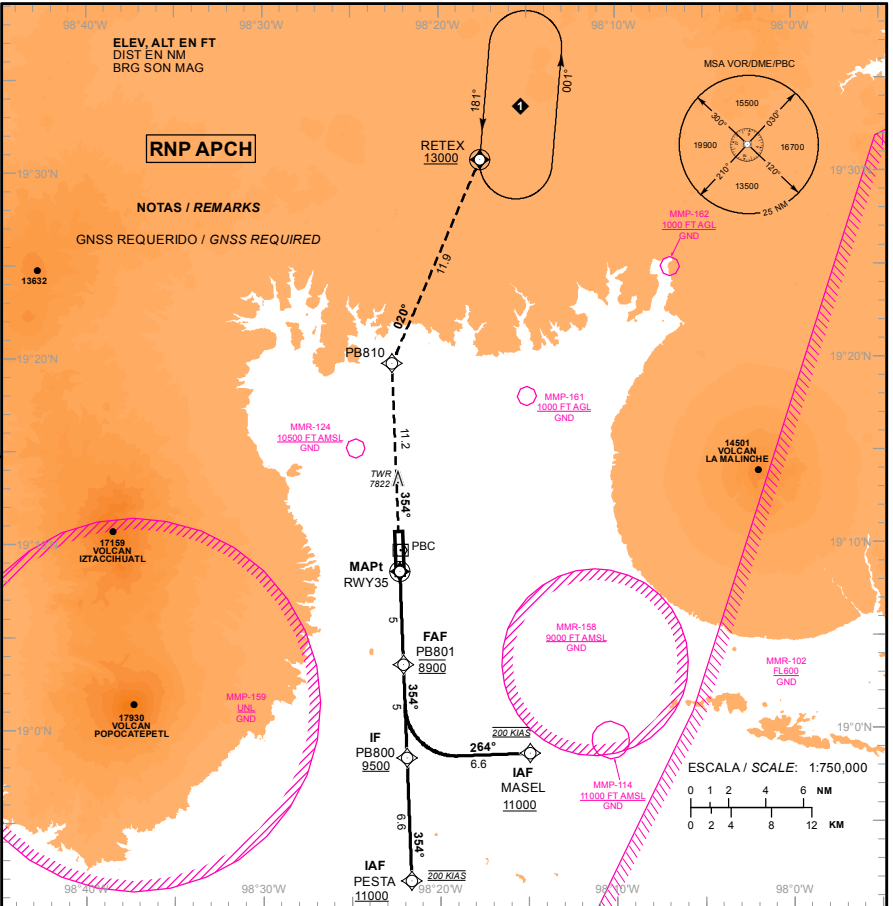 98°40'W
98°30'W
98°20'W
98°10'W
98°0'W
ELEV, ALT EN FT
DIST EN NM
BRG SON MAG
RNP APCH
NOTAS / REMARKS
GNSS REQUERIDO / GNSS REQUIRED
181°
001°
1
RETEX
13000
MSA VOR/DME/PBC
15500
300°
030°
19900
16700
210°
120°
13500
25 NM
19°30'N
19°30'N
MMP-162
1000 FT AGL
GND
13632
11.9
020°
19°20'N
19°20'N
PB810
MMP-161
1000 FT AGL
GND
MMR-124
10500 FT AMSL
GND
11.2
14501
VOLCAN
LA MALINCHE
TWR
7822
354°
17159
VOLCAN
IZTACCIHUATL
19°10'N
19°10'N
PBC
MAPt
RWY35
5
FAF
PB801
8900
MMR-158
9000 FT AMSL
GND
MMR-102
FL600
GND
354°
5
MMP-159
UNL
GND
17930
VOLCAN
POPOCATEPETL
19°0'N
19°0'N
200 KIAS
IF
PB800
9500
264°
6.6
IAF
MASEL
11000
MMP-114
11000 FT AMSL
GND
ESCALA / SCALE: 1:750,000
0 1 2 4 6 NM
0 2 4 8 12 KM
6.6
354°
IAF
PESTA
11000
200 KIAS
98°40'W
98°30'W
98°20'W
98°10'W
98°0'W